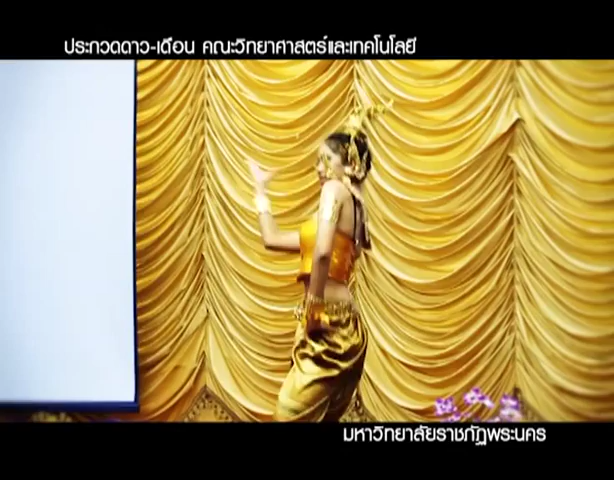 ประกวดดาว-เดือน คณะวิทยาศาสตร์และเทคโนโลยี
มหาวิทยาลัยราชภัฏพระนคร